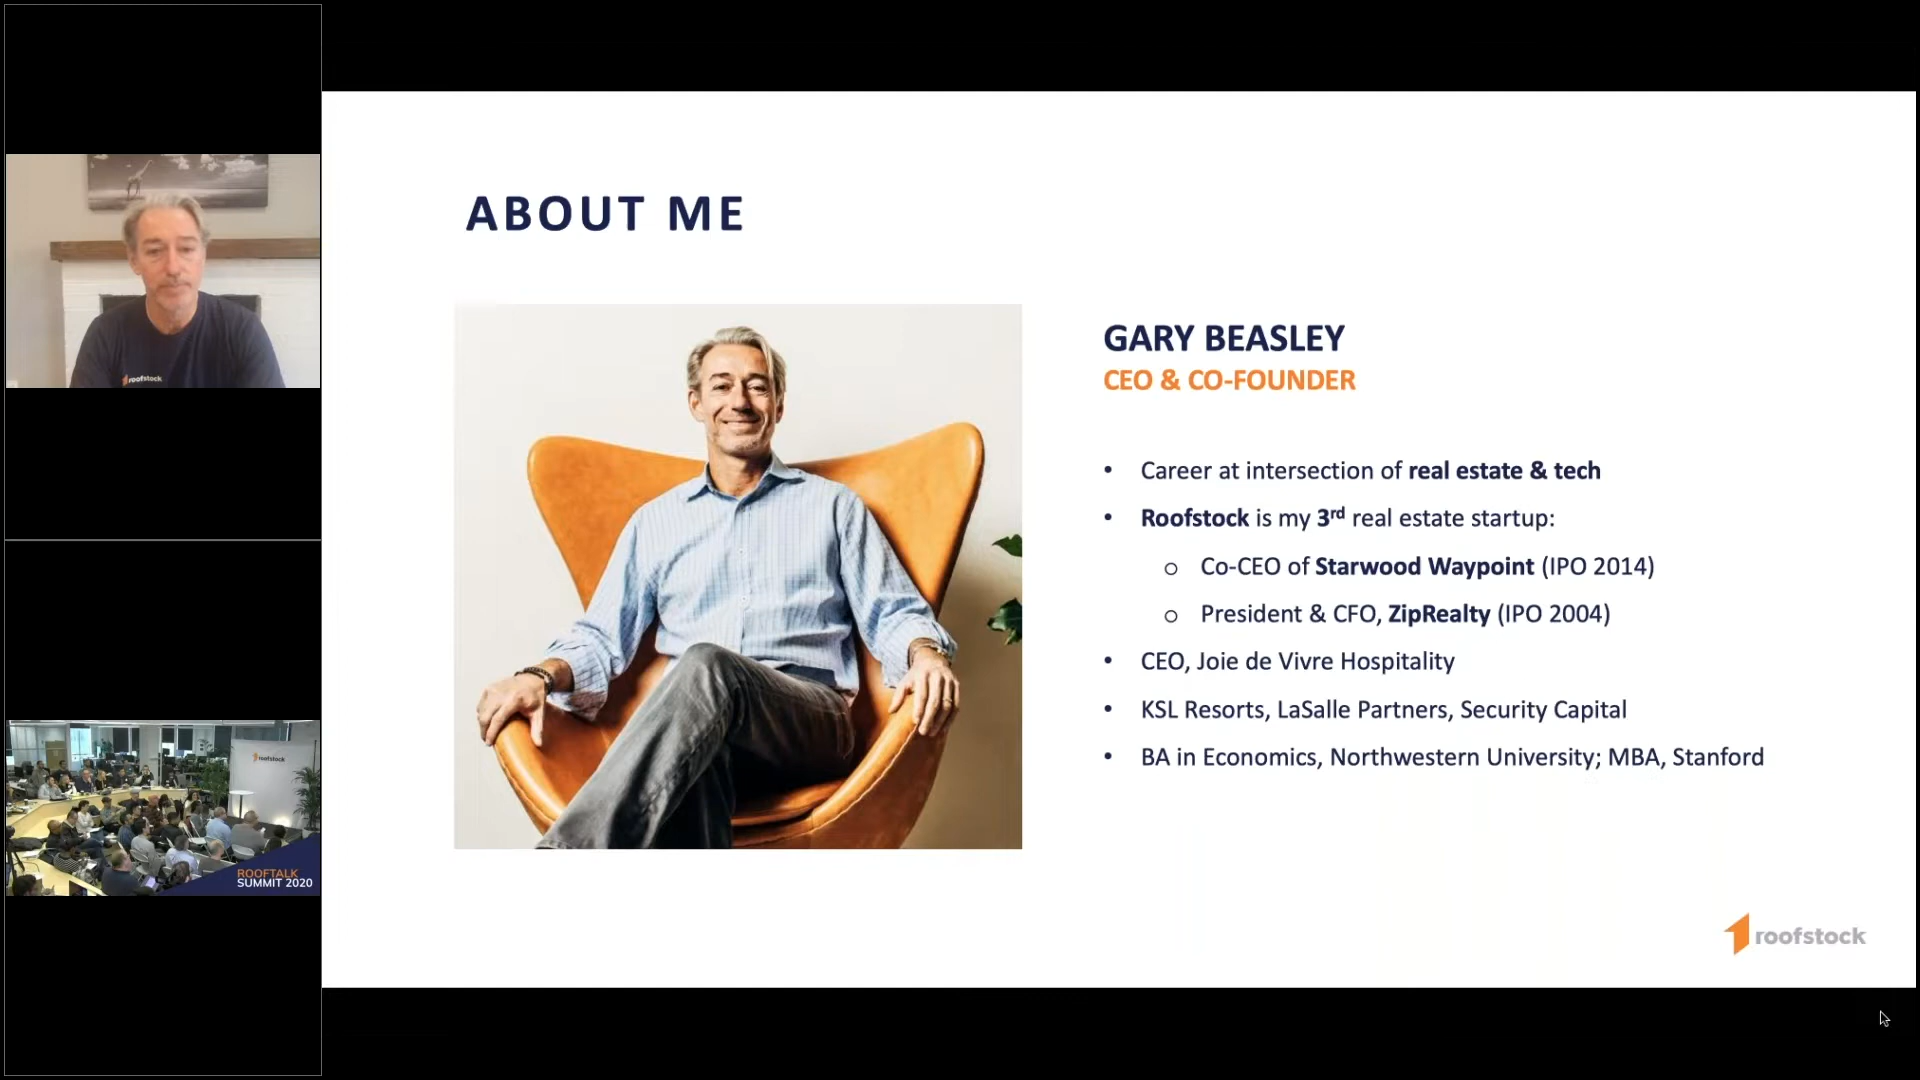 ABOUT ME
GARY BEASLEY
CEO & CO-FOUNDER
• Career at intersection of real estate & tech
• Roofstock is my 3rd real estate startup:
o Co-CEO of Starwood Waypoint (IPO 2014)
o President & CFO, ZipRealty (IPO 2004)
• CEO, Joie de Vivre Hospitality
• KSL Resorts, LaSalle Partners, Security Capital
• BA in Economics, Northwestern University; MBA, Stanford
roofstock
roofstock
roofstock
ROOFTALK
SUMMIT 2020